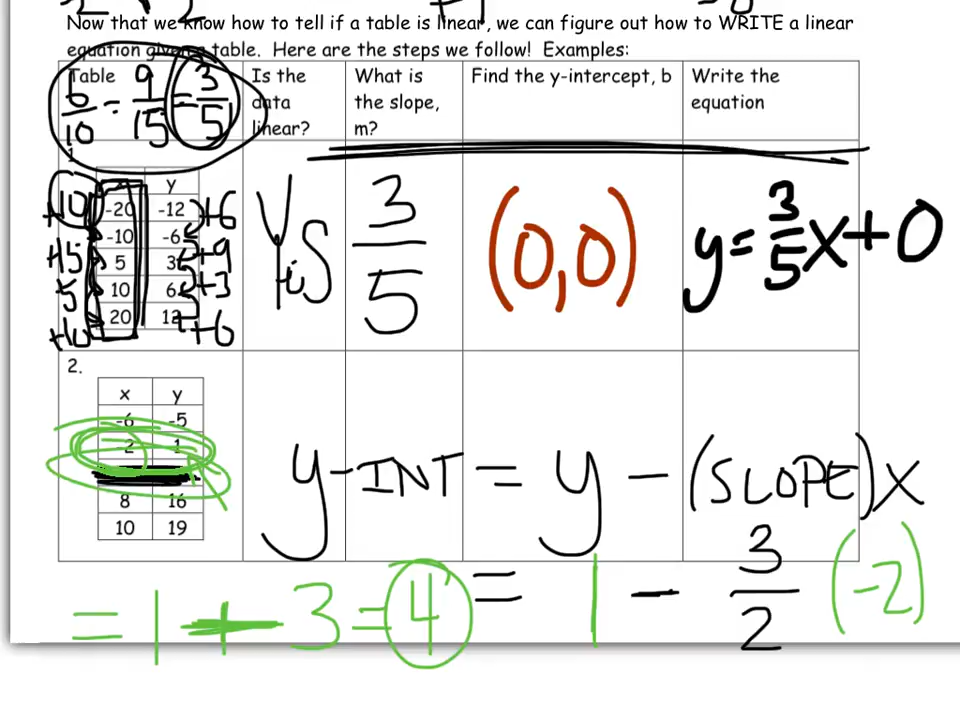 Now that we know how to tell if a table is linear, we can figure out how to WRITE a linear
equation given a table. Here are the steps we follow! Examples:
Table
Is the data linear?
What is the slope, m?
Find the y-intercept, b
Write the equation
6/10 = 9/15 = 3/5
1.
x y
-20 -12
-10 -6
5 3
10 6
20 12
+10 +6
+15 +9
+5 +3
+10 +6
Yes
3/5
(0,0)
y = 3/5 x + 0
2.
x y
-6 -5
-2 1
8 16
10 19
y-INT = y - (SLOPE)x
= 1 - 3/2 (-2)
= 1 + 3 = 4